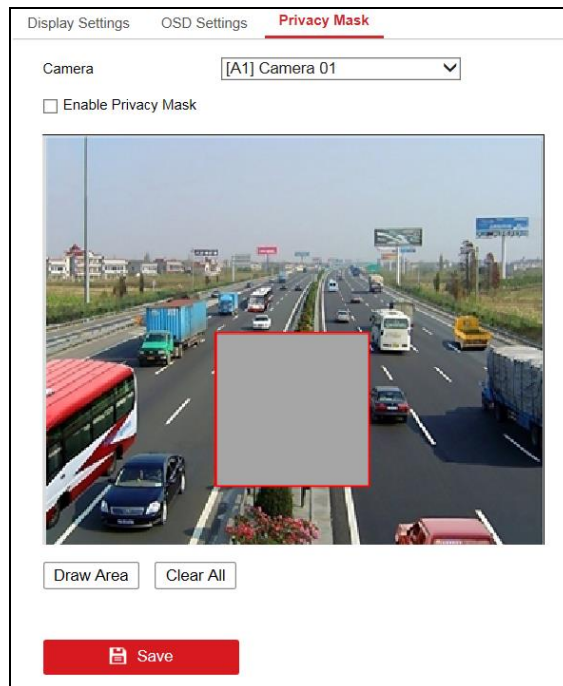 Display Settings OSD Settings Privacy Mask
Camera [A1] Camera 01
Enable Privacy Mask
Draw Area Clear All
Save